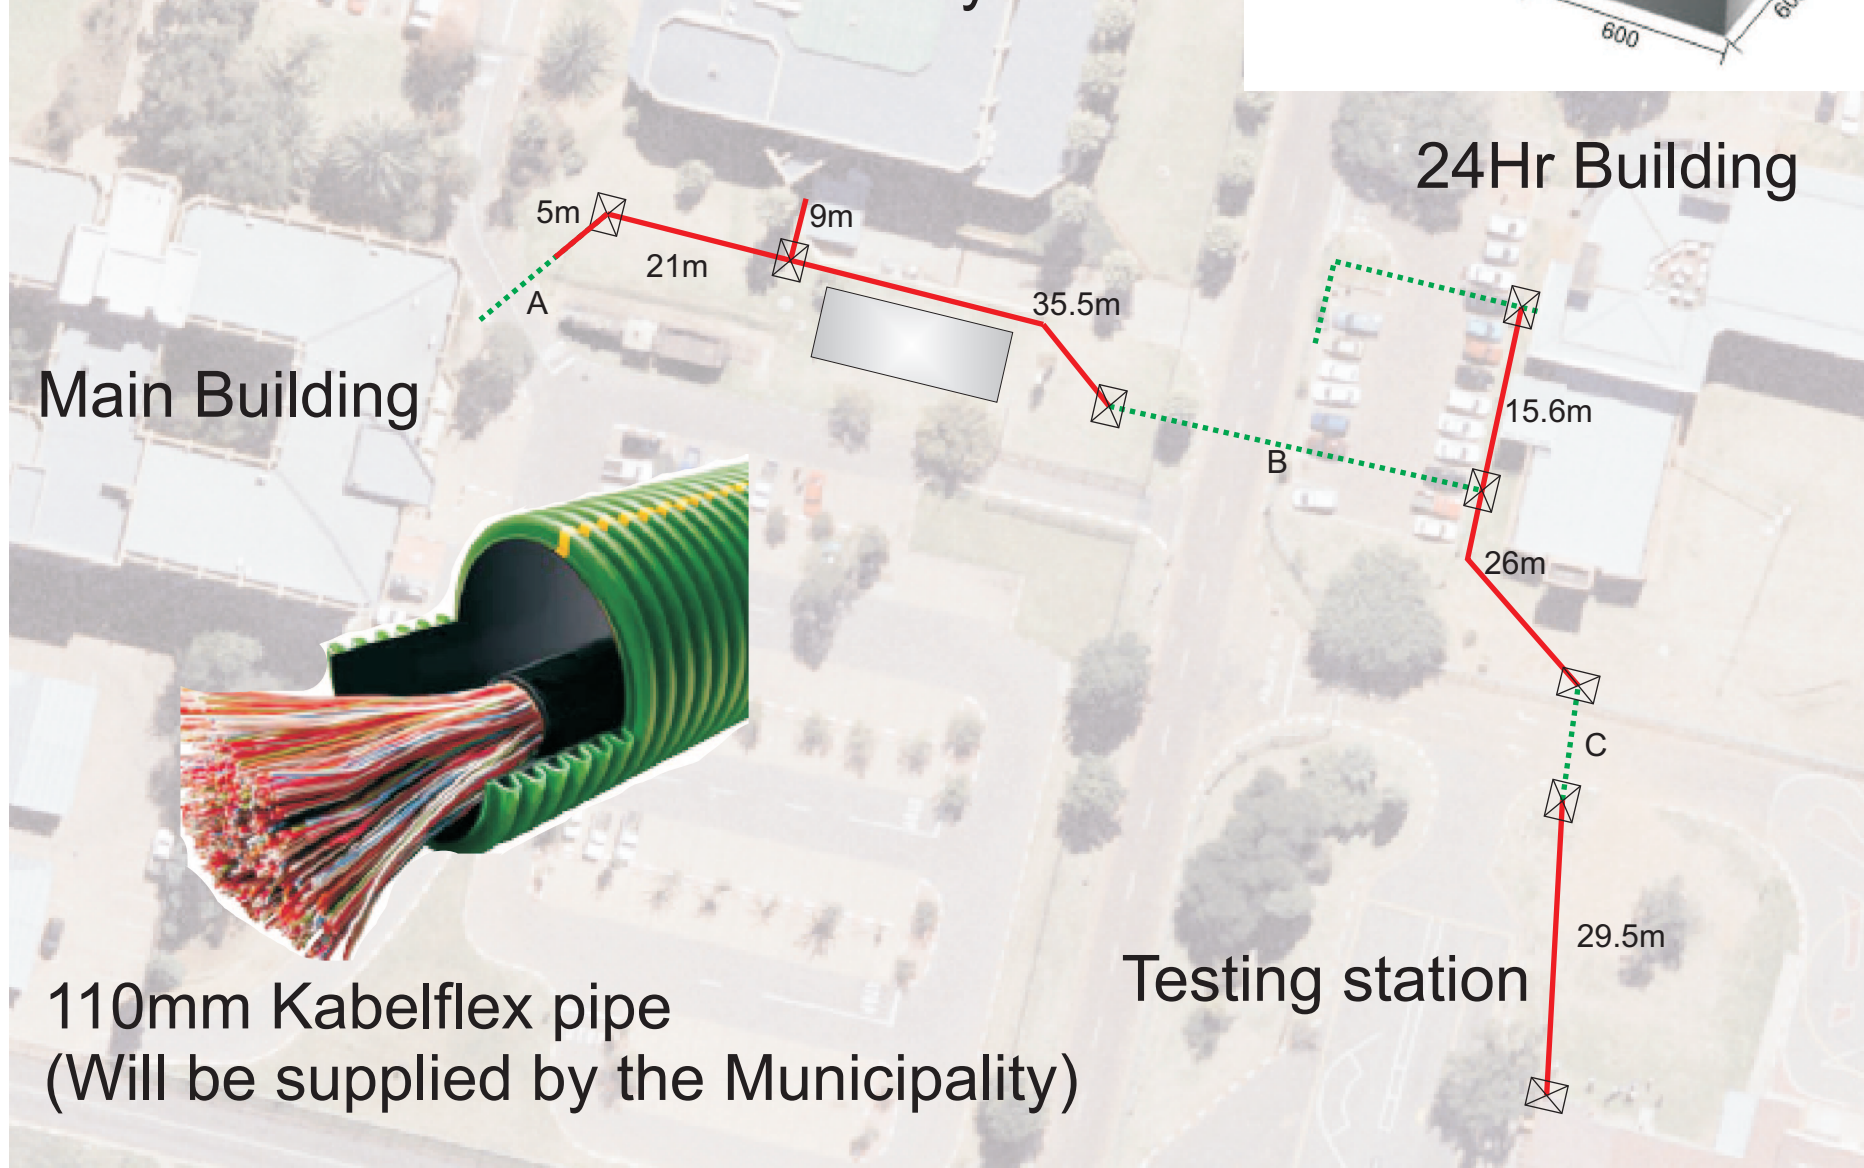 y
600
24Hr Building
5m
9m
21m
35.5m
A
Main Building
15.6m
B
26m
C
29.5m
Testing station
110mm Kabelflex pipe
(Will be supplied by the Municipality)